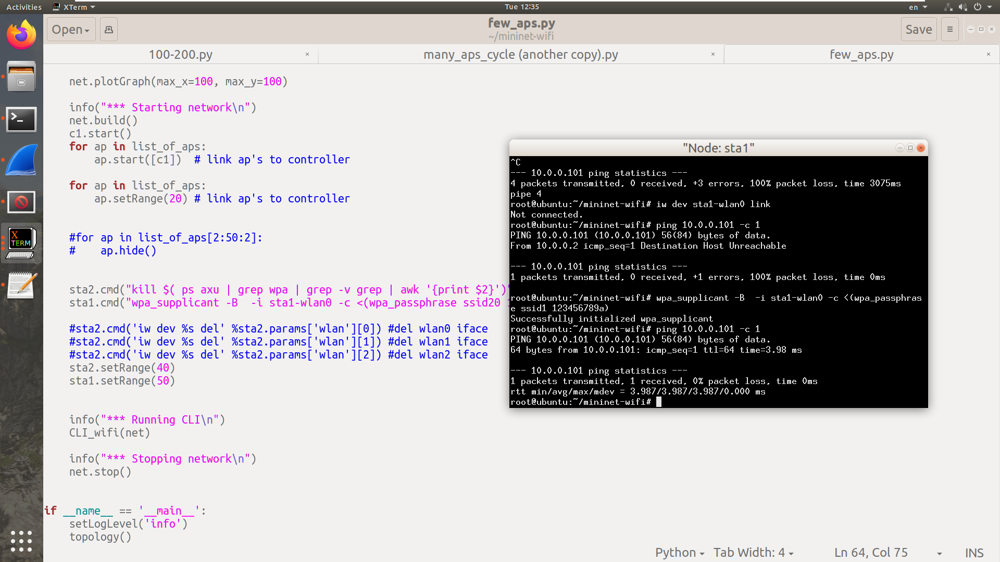 Activities
XTerm
Tue 12:35
en
Open
few_aps.py
~/mininet-wifi
Save
100-200.py
many_aps_cycle (another copy).py
few_aps.py
net.plotGraph(max_x=100, max_y=100)
info("*** Starting network\n")
net.build()
c1.start()
for ap in list_of_aps:
ap.start([c1])  # link ap's to controller
for ap in list_of_aps:
ap.setRange(20) # link ap's to controller
#for ap in list_of_aps[2:50:2]:
#    ap.hide()
sta2.cmd("kill $( ps axu | grep wpa | grep -v grep | awk '{print $2}')"
sta1.cmd("wpa_supplicant -B  -i sta1-wlan0 -c <(wpa_passphrase ssid20
#sta2.cmd('iw dev %s del' %sta2.params['wlan'][0]) #del wlan0 iface
#sta2.cmd('iw dev %s del' %sta2.params['wlan'][1]) #del wlan1 iface
#sta2.cmd('iw dev %s del' %sta2.params['wlan'][2]) #del wlan2 iface
sta2.setRange(40)
sta1.setRange(50)
info("*** Running CLI\n")
CLI_wifi(net)
info("*** Stopping network\n")
net.stop()
if __name__ == '__main__':
setLogLevel('info')
topology()
"Node: sta1"
^C
--- 10.0.0.101 ping statistics ---
4 packets transmitted, 0 received, +3 errors, 100% packet loss, time 3075ms
pipe 4
root@ubuntu:~/mininet-wifi# iw dev sta1-wlan0 link
Not connected.
root@ubuntu:~/mininet-wifi# ping 10.0.0.101 -c 1
PING 10.0.0.101 (10.0.0.101) 56(84) bytes of data.
From 10.0.0.2 icmp_seq=1 Destination Host Unreachable
--- 10.0.0.101 ping statistics ---
1 packets transmitted, 0 received, +1 errors, 100% packet loss, time 0ms
root@ubuntu:~/mininet-wifi# wpa_supplicant -B  -i sta1-wlan0 -c <(wpa_passphras
e ssid1 123456789a)
Successfully initialized wpa_supplicant
root@ubuntu:~/mininet-wifi# ping 10.0.0.101 -c 1
PING 10.0.0.101 (10.0.0.101) 56(84) bytes of data.
64 bytes from 10.0.0.101: icmp_seq=1 ttl=64 time=3.98 ms
--- 10.0.0.101 ping statistics ---
1 packets transmitted, 1 received, 0% packet loss, time 0ms
rtt min/avg/max/mdev = 3.987/3.987/3.987/0.000 ms
root@ubuntu:~/mininet-wifi#
X
TERM
Python
Tab Width: 4
Ln 64, Col 75
INS